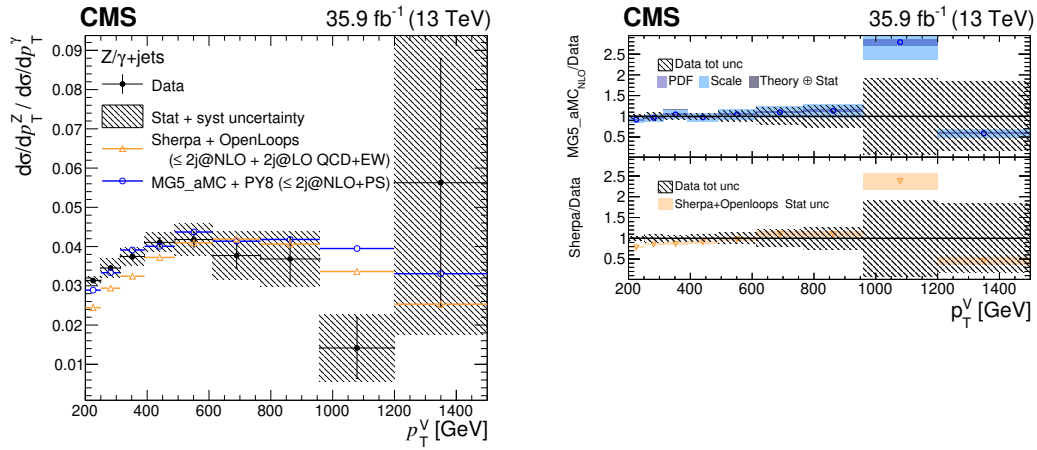 CMS 35.9 fb⁻¹ (13 TeV)
dσ/dp_T^Z / dσ/dp_T^γ
Z/γ+jets
Data
Stat + syst uncertainty
Sherpa + OpenLoops
(≤ 2j@NLO + 2j@LO QCD+EW)
MG5_aMC + PY8 (≤ 2j@NLO+PS)
0.09
0.08
0.07
0.06
0.05
0.04
0.03
0.02
0.01
200 400 600 800 1000 1200 1400
p_T^V [GeV]
CMS 35.9 fb⁻¹ (13 TeV)
MG5_aMC_NLO/Data
Data tot unc
PDF Scale Theory ⊕ Stat
2.5
2
1.5
1
0.5
Sherpa/Data
Data tot unc
Sherpa+Openloops Stat unc
2.5
2
1.5
1
0.5
200 400 600 800 1000 1200 1400
p_T^V [GeV]